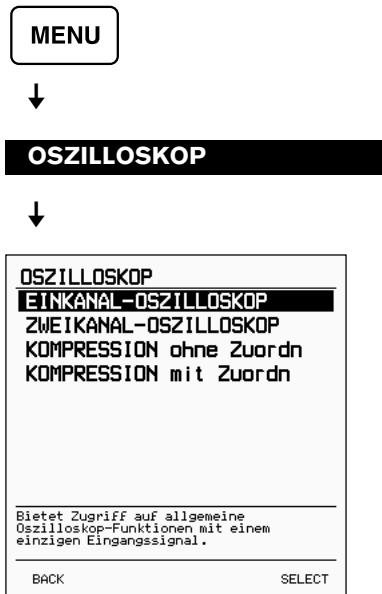 MENU
↓
OSZILLOSKOP
↓
OSZILLOSKOP
EINKANAL-OSZILLOSKOP
ZWEIKANAL-OSZILLOSKOP
KOMPRESSION ohne Zuordn
KOMPRESSION mit Zuordn
Bietet Zugriff auf allgemeine
Oszilloskop-Funktionen mit einem
einzigen Eingangssignal.
BACK SELECT